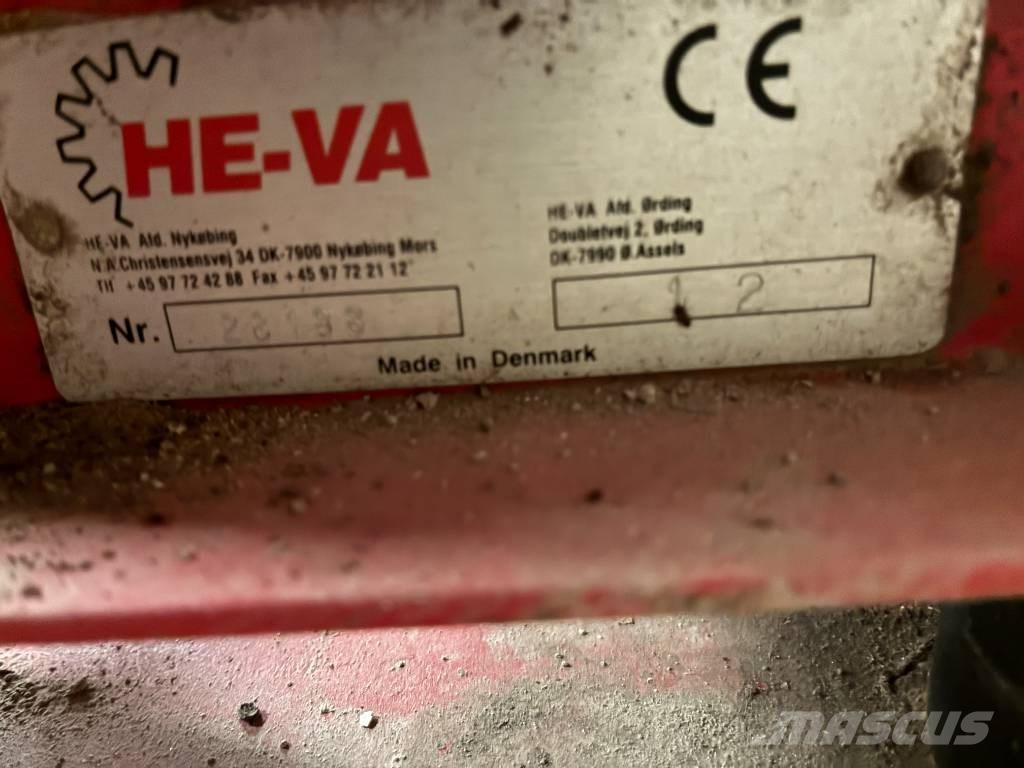 HE-VA
CE
HE-VA Afd. Nykøbing
N.A. Christensensvej 34 DK-7900 Nykøbing Mors
Tlf +45 97 72 42 88 Fax +45 97 72 21 12
HE-VA Afd. Ørding
Doubletvej 2, Ørding
DK-7990 Ø.Assels
Nr.
1 2
Made in Denmark
MASCUS